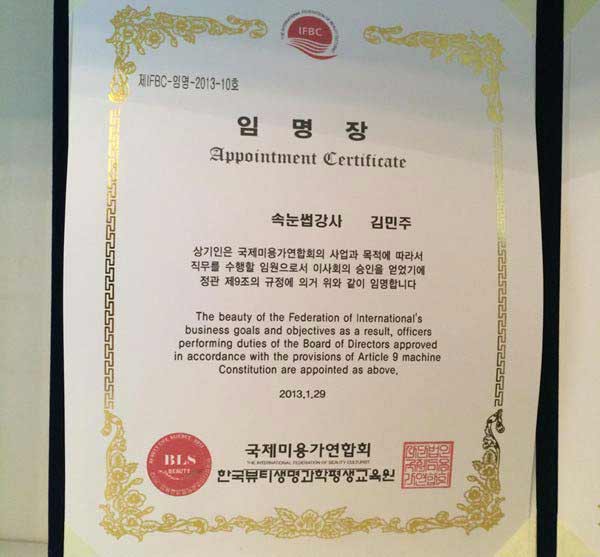 IFBC
제IFBC-임명-2013-10호
임 명 장
Appointment Certificate
속눈썹강사 김민주
상기인은 국제미용가연합회의 사업과 목적에 따라서
직무를 수행할 임원으로서 이사회의 승인을 얻었기에
정관 제9조의 규정에 의거 위와 같이 임명합니다
The beauty of the Federation of International's
business goals and objectives as a result, officers
performing duties of the Board of Directors approved
in accordance with the provisions of Article 9 machine
Constitution are appointed as above.
2013.1.29
국제미용가연합회
THE INTERNATIONAL FEDERATION OF BEAUTY CULTURIST
한국뷰티생명과학평생교육원
BLS
BEAUTY